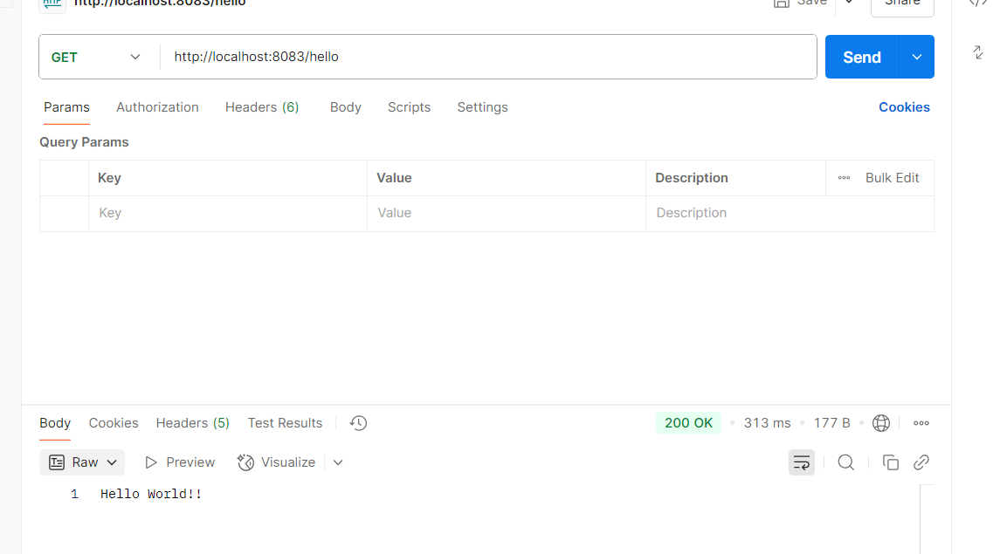 HTTP http://localhost:8083/hello Save Share
GET http://localhost:8083/hello Send
Params Authorization Headers (6) Body Scripts Settings Cookies
Query Params
Key Value Description Bulk Edit
Key Value Description
Body Cookies Headers (5) Test Results 200 OK 313 ms 177 B
Raw Preview Visualize
1 Hello World!!